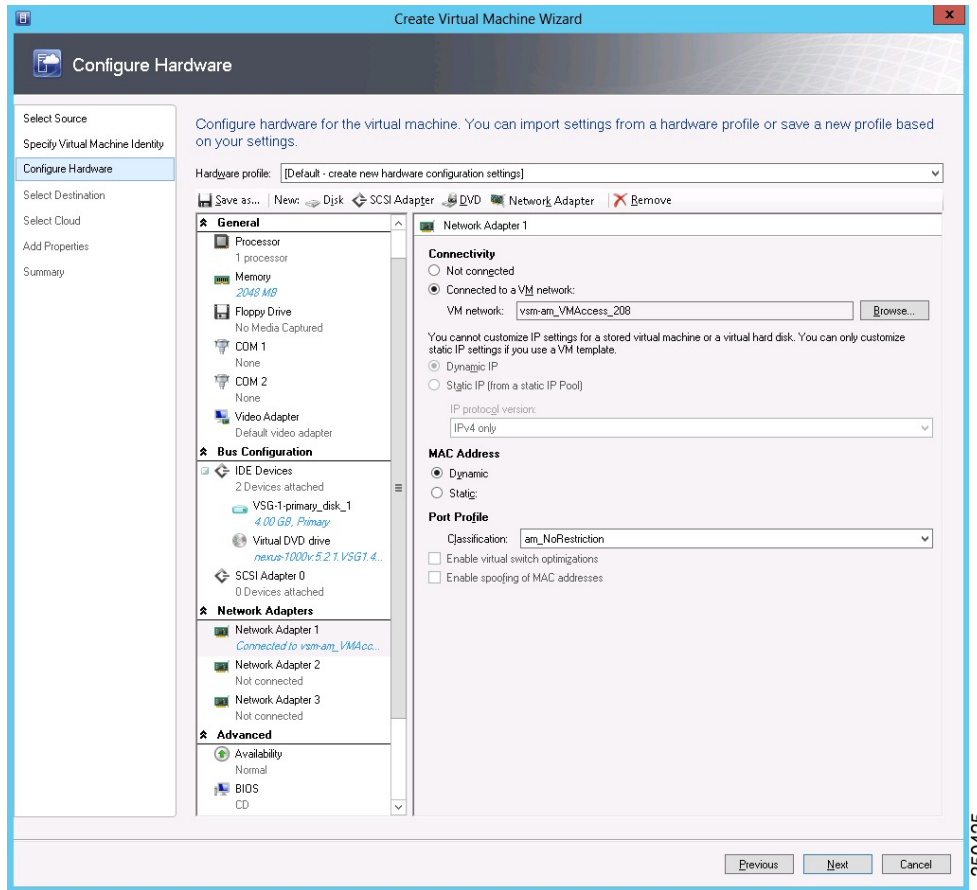 Create Virtual Machine Wizard
x
Configure Hardware
Select Source
Specify Virtual Machine Identity
Configure Hardware
Select Destination
Select Cloud
Add Properties
Summary
Configure hardware for the virtual machine. You can import settings from a hardware profile or save a new profile based
on your settings.
Hardware profile: [Default - create new hardware configuration settings]
Save as... New: Disk SCSI Adapter DVD Network Adapter Remove
General
Processor
1 processor
Memory
2048 MB
Floppy Drive
No Media Captured
COM 1
None
COM 2
None
Video Adapter
Default video adapter
Bus Configuration
IDE Devices
2 Devices attached
VSG-1-primary_disk_1
4.00 GB, Primary
Virtual DVD drive
nexus-1000v.5.2.1.VSG1.4...
SCSI Adapter 0
0 Devices attached
Network Adapters
Network Adapter 1
Connected to vsm-am_VMAcc...
Network Adapter 2
Not connected
Network Adapter 3
Not connected
Advanced
Availability
Normal
BIOS
CD
Network Adapter 1
Connectivity
Not connected
Connected to a VM network:
VM network: vsm-am_VMAccess_208 Browse...
You cannot customize IP settings for a stored virtual machine or a virtual hard disk. You can only customize
static IP settings if you use a VM template.
Dynamic IP
Static IP (from a static IP Pool)
IP protocol version:
IPv4 only
MAC Address
Dynamic
Static:
Port Profile
Classification: am_NoRestriction
Enable virtual switch optimizations
Enable spoofing of MAC addresses
Previous Next Cancel